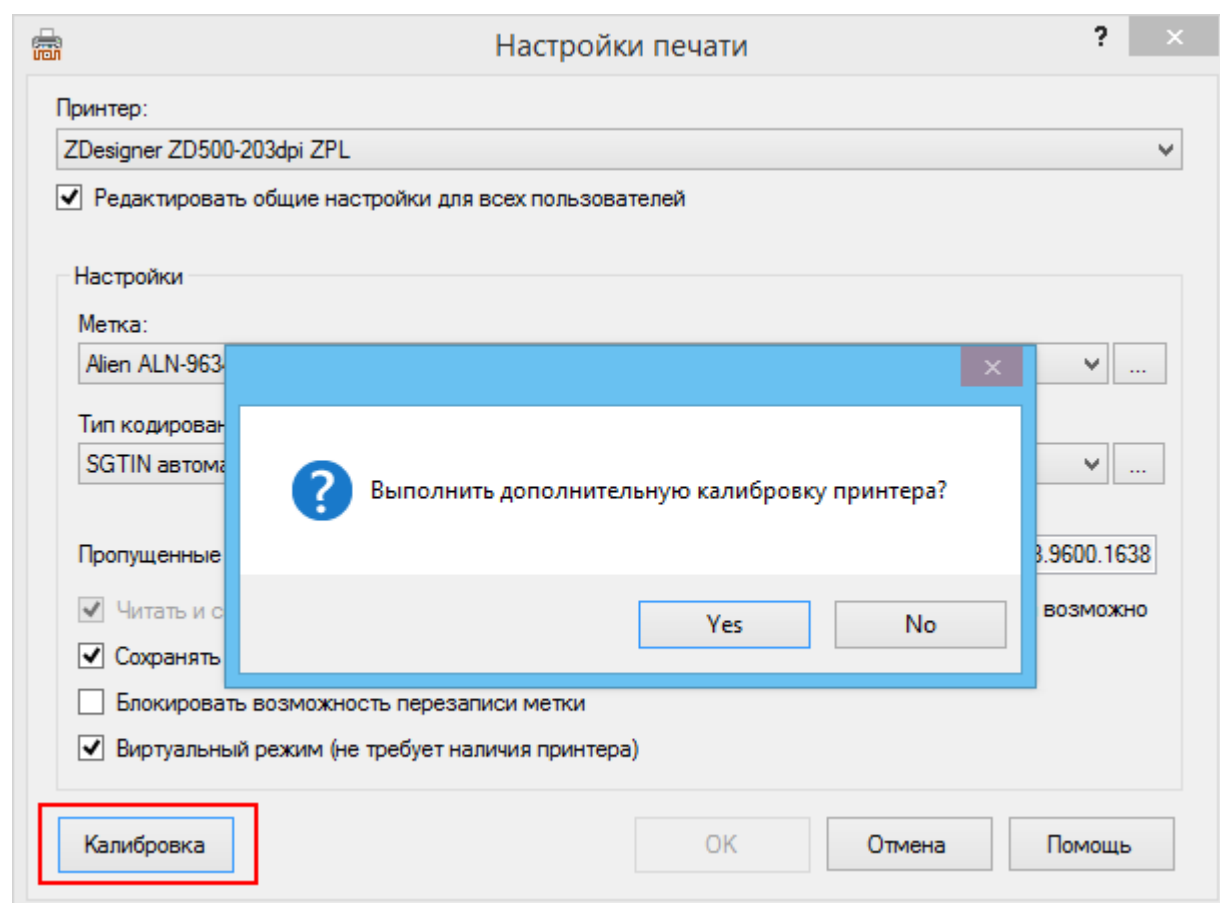 Настройки печати
?
Принтер:
ZDesigner ZD500-203dpi ZPL
Редактировать общие настройки для всех пользователей
Настройки
Метка:
Alien ALN-963
...
Тип кодирован
SGTIN автома
...
Выполнить дополнительную калибровку принтера?
Пропущенные
3.9600.1638
Читать и с
возможно
Yes
No
Сохранять
Блокировать возможность перезаписи метки
Виртуальный режим (не требует наличия принтера)
Калибровка
OK
Отмена
Помощь